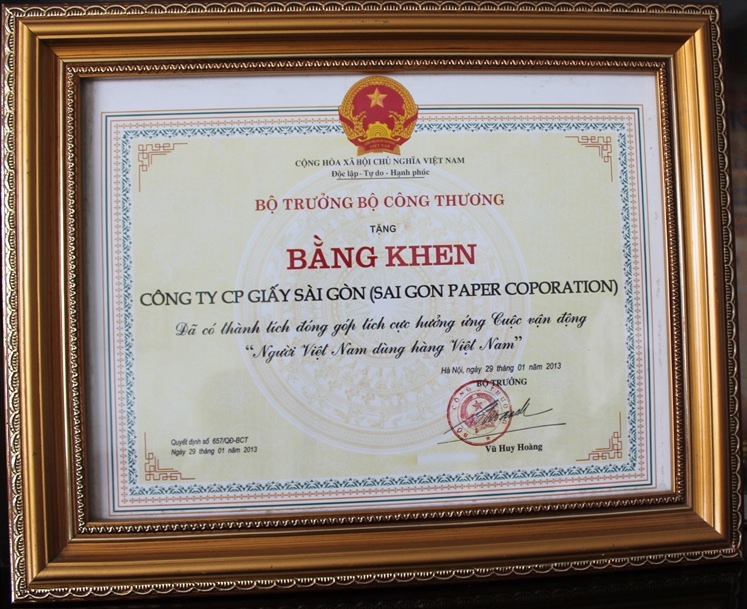 CỘNG HÒA XÃ HỘI CHỦ NGHĨA VIỆT NAM
Độc lập - Tự do - Hạnh phúc
BỘ TRƯỞNG BỘ CÔNG THƯƠNG
TẶNG
BẰNG KHEN
CÔNG TY CP GIẤY SÀI GÒN (SAI GON PAPER COPORATION)
Đã có thành tích đóng góp tích cực hưởng ứng Cuộc vận động
“Người Việt Nam dùng hàng Việt Nam”
Hà Nội, ngày 29 tháng 01 năm 2013
BỘ TRƯỞNG
Vũ Huy Hoàng
Quyết định số 657/QĐ-BCT
Ngày 29 tháng 01 năm 2013